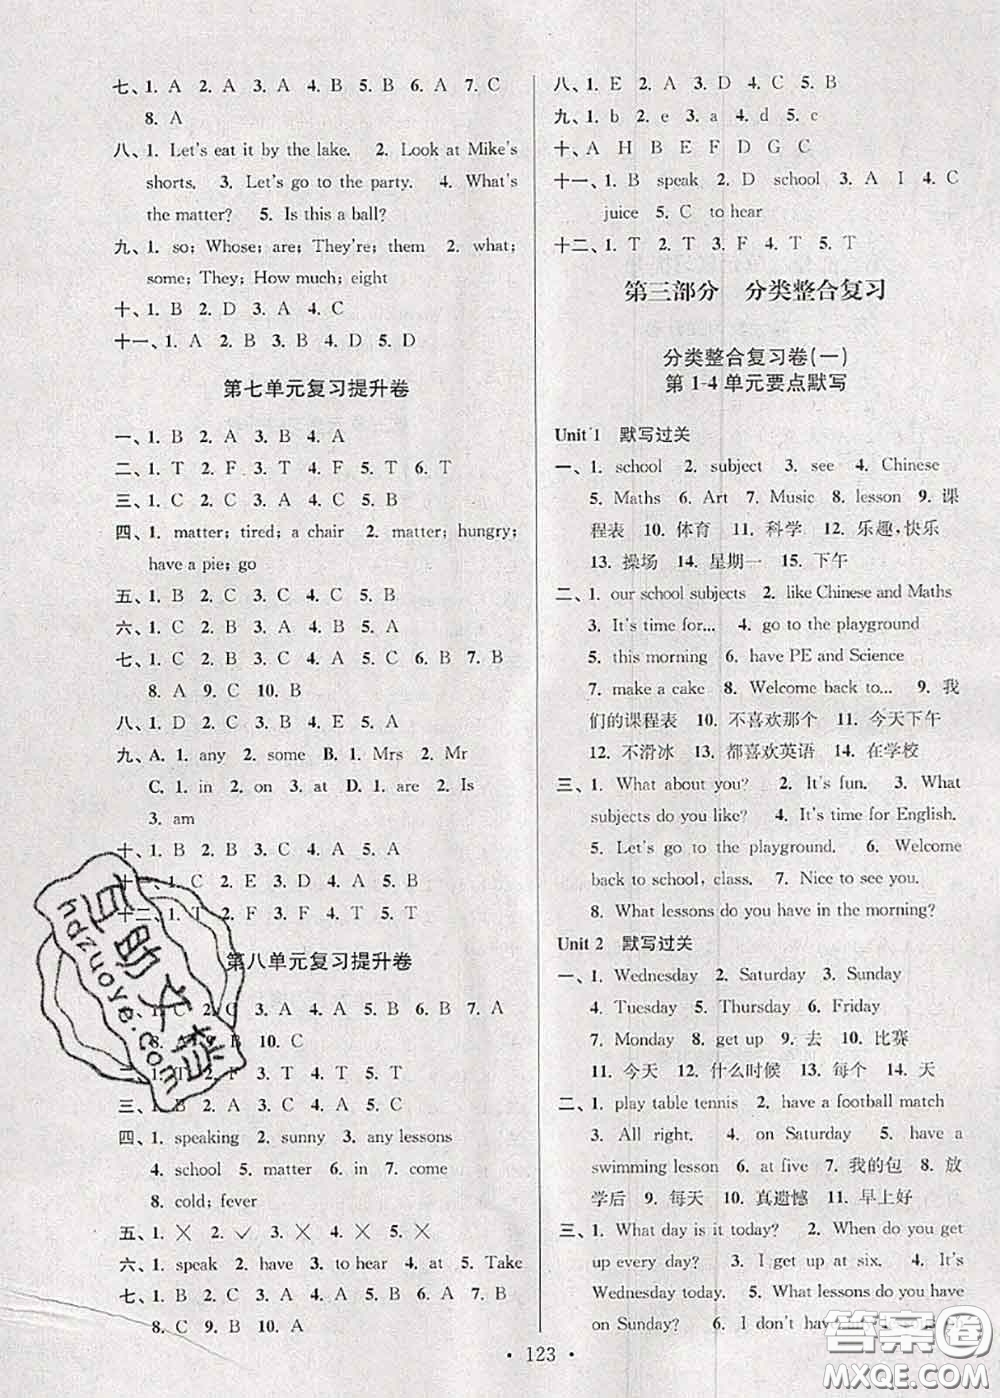 七、1. A 2. A 3. A 4. B 5. B 6. A 7. C
8. A
八、1. Let's eat it by the lake. 2. Look at Mike's
shorts. 3. Let's go to the party. 4. What's
the matter? 5. Is this a ball?
九、1. so; Whose; are; They're; them 2. what;
some; They; How much; eight
十、1. B 2. D 3. A 4. C
十一、1. A 2. B 3. B 4. D 5. D
第七单元复习提升卷
一、1. B 2. A 3. B 4. A
二、1. T 2. F 3. T 4. F 5. T 6. T
三、1. C 2. C 3. A 4. C 5. B
四、1. matter; tired; a chair 2. matter; hungry;
have a pie; go
五、1. B 2. C 3. C 4. C 5. B
六、1. C 2. B 3. A 4. B 5. A
七、1. C 2. B 3. C 4. B 5. C 6. B 7. B
8. A 9. C 10. B
八、1. D 2. C 3. B 4. E 5. A
九、A. 1. any 2. some B. 1. Mrs 2. Mr
C. 1. in 2. on 3. at D. 1. are 2. Is
3. am
十、1. B 2. B 3. C 4. A 5. A
十一、1. C 2. E 3. D 4. B 5. A
十二、1. T 2. F 3. F 4. T 5. T
第八单元复习提升卷
2. C 3. A 4. C 5. A 6. B 7. A
8. A 9. B 10. C
1. T 2. F 3. T 4. T 5. F
三、1. B 2. A 3. B 4. A 5. C
四、1. speaking 2. sunny 3. any lessons
4. school 5. matter 6. in 7. come
8. cold; fever
五、1. ╳ 2. ✓ 3. ╳ 4. ╳ 5. ╳
六、1. speak 2. have 3. to hear 4. at 5. Take
七、1. B 2. C 3. A 4. B 5. C 6. A 7. B
8. C 9. B 10. A
八、1. E 2. A 3. D 4. C 5. B
九、1. b 2. e 3. a 4. d 5. c
十、A H B E F D G C
十一、1. B speak 2. D school 3. A I 4. C
juice 5. C to hear
十二、1. T 2. T 3. F 4. T 5. T
第三部分 分类整合复习
分类整合复习卷(一)
第 1-4 单元要点默写
Unit 1 默写过关
一、1. school 2. subject 3. see 4. Chinese
5. Maths 6. Art 7. Music 8. lesson 9. 课
程表 10. 体育 11. 科学 12. 乐趣,快乐
13. 操场 14. 星期一 15. 下午
二、1. our school subjects 2. like Chinese and Maths
3. It's time for... 4. go to the playground
5. this morning 6. have PE and Science
7. make a cake 8. Welcome back to... 9. 我
们的课程表 10. 不喜欢那个 11. 今天下午
12. 不滑冰 13. 都喜欢英语 14. 在学校
三、1. What about you? 2. It's fun. 3. What
subjects do you like? 4. It's time for English.
5. Let's go to the playground. 6. Welcome
back to school, class. 7. Nice to see you.
8. What lessons do you have in the morning?
Unit 2 默写过关
一、1. Wednesday 2. Saturday 3. Sunday
4. Tuesday 5. Thursday 6. Friday
7. Monday 8. get up 9. 去 10. 比赛
11. 今天 12. 什么时候 13. 每个 14. 天
二、1. play table tennis 2. have a football match
3. All right. 4. on Saturday 5. have a
swimming lesson 6. at five 7. 我的包 8. 放
学后 9. 每天 10. 真遗憾 11. 早上好
三、1. What day is it today? 2. When do you get
up every day? 3. I get up at six. 4. It's
Wednesday today. 5. What lessons do you have
on Sunday? 6. I don't have any
· 123 ·
互助文档
hdzuoye.com
答案圈
MXQE.COM